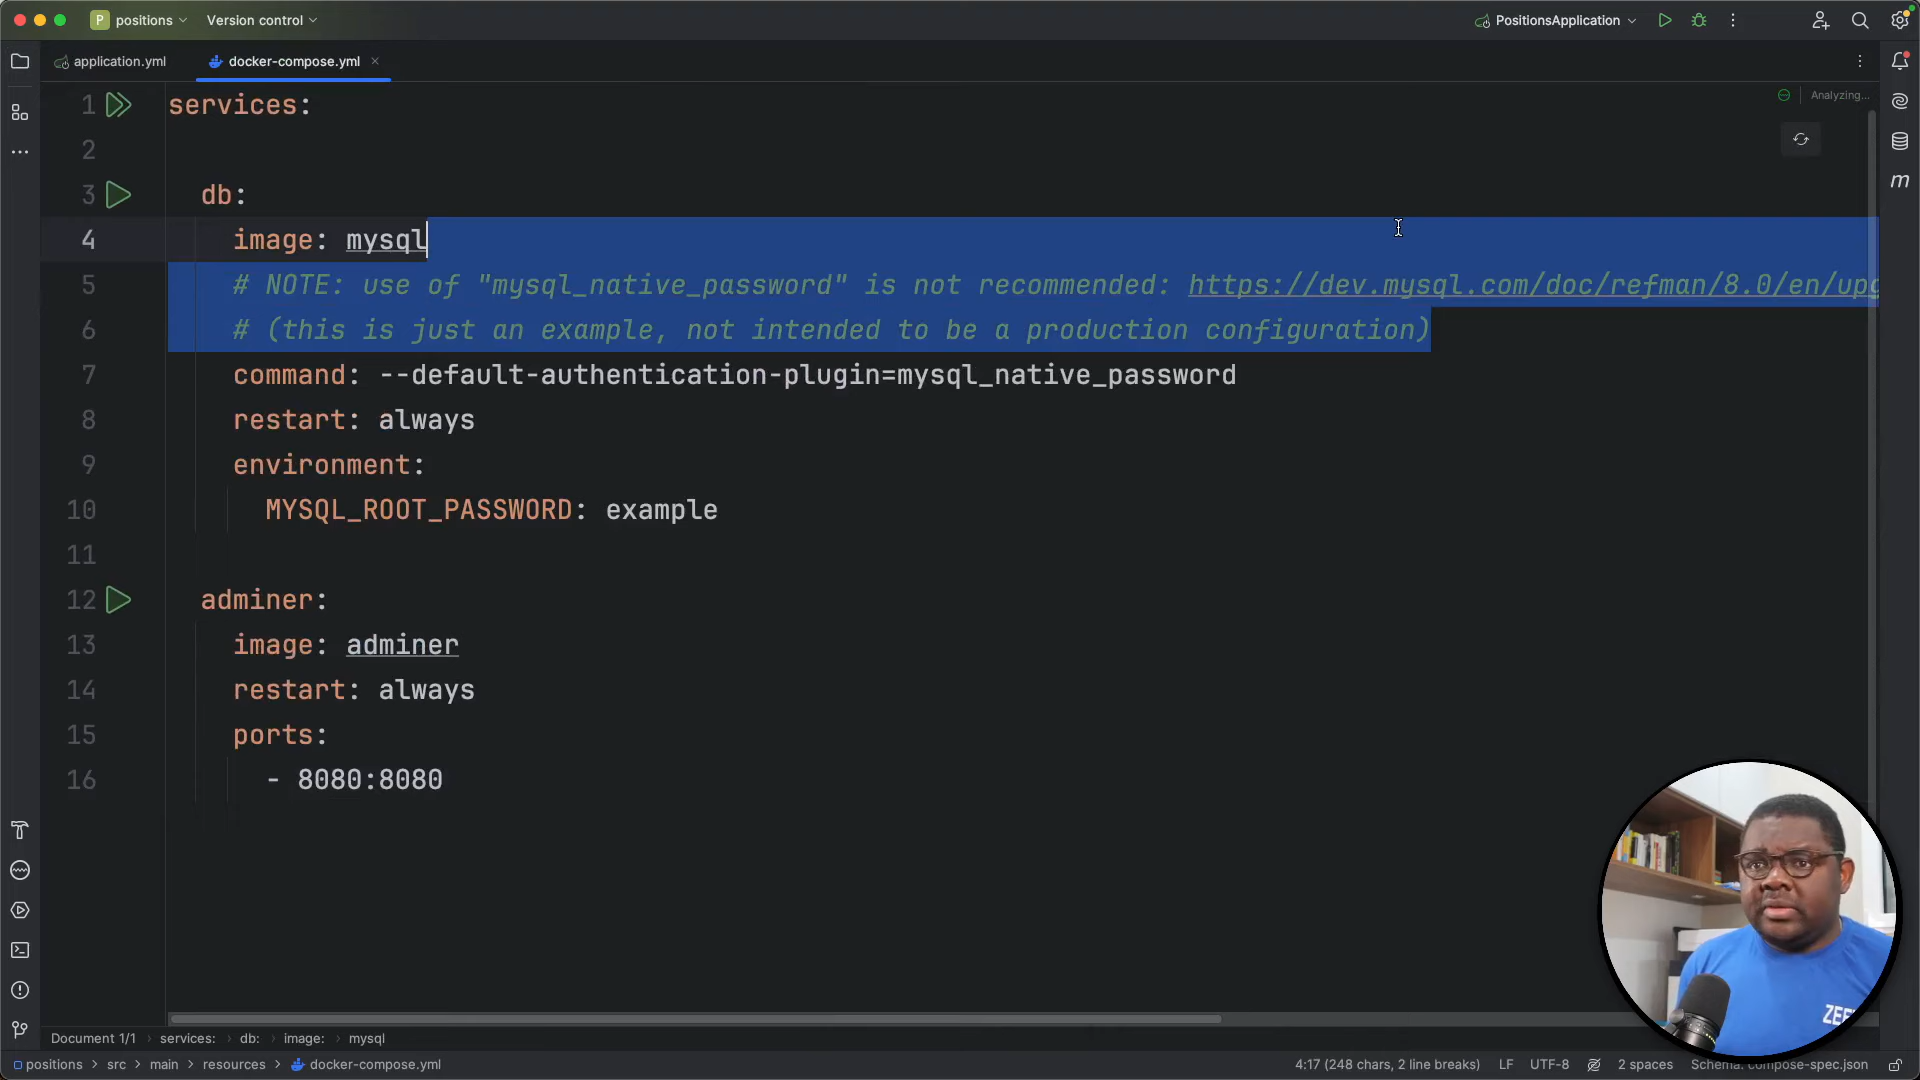 P positions Version control PositionsApplication
application.yml docker-compose.yml
Analyzing...
1 services:
2
3 db:
4 image: mysql
5 # NOTE: use of "mysql_native_password" is not recommended: https://dev.mysql.com/doc/refman/8.0/en/upg
6 # (this is just an example, not intended to be a production configuration)
7 command: --default-authentication-plugin=mysql_native_password
8 restart: always
9 environment:
10 MYSQL_ROOT_PASSWORD: example
11
12 adminer:
13 image: adminer
14 restart: always
15 ports:
16 - 8080:8080
Document 1/1 services: db: image: mysql
positions src main resources docker-compose.yml 4:17 (248 chars, 2 line breaks) LF UTF-8 2 spaces Schema: compose-spec.json